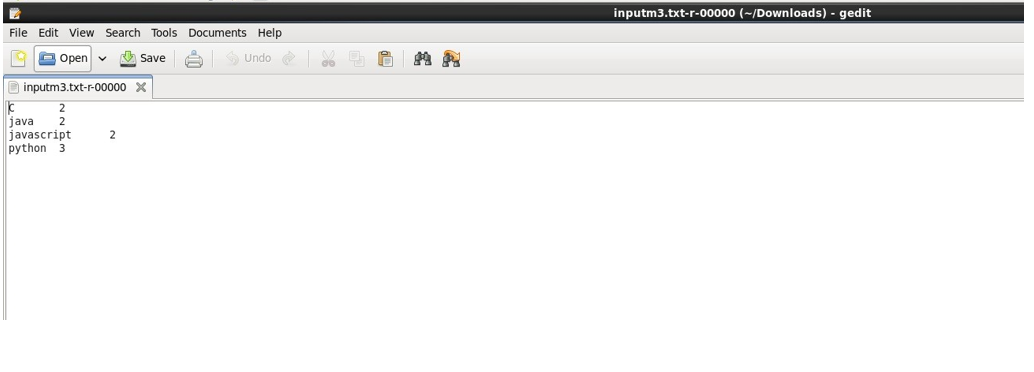 inputm3.txt-r-00000 (~/Downloads) - gedit
File Edit View Search Tools Documents Help
Open Save Undo
inputm3.txt-r-00000
C 2
java 2
javascript 2
python 3